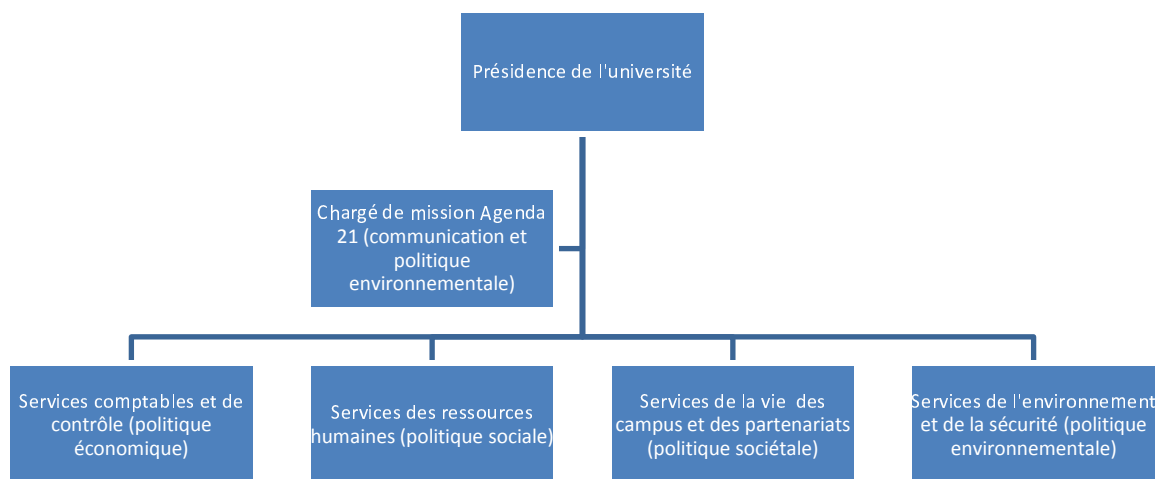 Présidence de l'université
Chargé de mission Agenda
21 (communication et
politique
environnementale)
Services comptables et de
contrôle (politique
économique)
Services des ressources
humaines (politique sociale)
Services de la vie des
campus et des partenariats
(politique sociétale)
Services de l'environnement
et de la sécurité (politique
environnementale)